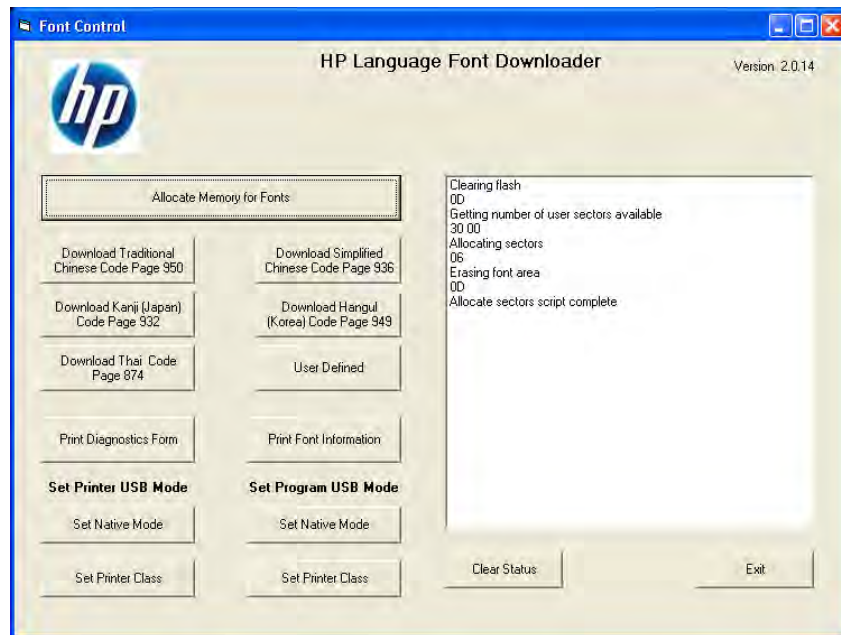 Font Control
HP Language Font Downloader
Version 2.0.14
hp
Allocate Memory for Fonts
Download Traditional
Chinese Code Page 950
Download Simplified
Chinese Code Page 936
Download Kanji (Japan)
Code Page 932
Download Hangul
(Korea) Code Page 949
Download Thai Code
Page 874
User Defined
Print Diagnostics Form
Print Font Information
Set Printer USB Mode
Set Program USB Mode
Set Native Mode
Set Native Mode
Set Printer Class
Set Printer Class
Clearing flash
0D
Getting number of user sectors available
30 00
Allocating sectors
06
Erasing font area
0D
Allocate sectors script complete
Clear Status
Exit